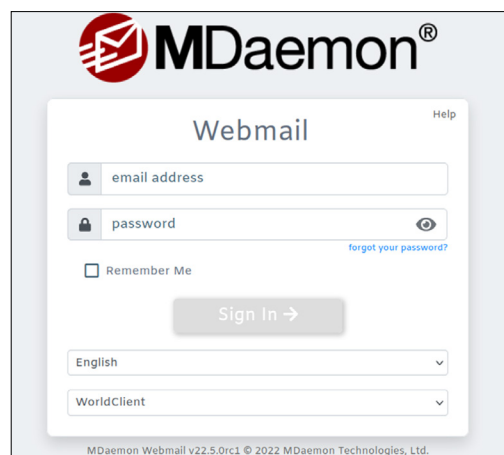 MDaemon®
Help
Webmail
email address
password
forgot your password?
Remember Me
Sign In →
English
WorldClient
MDaemon Webmail v22.5.0rc1 © 2022 MDaemon Technologies, Ltd.